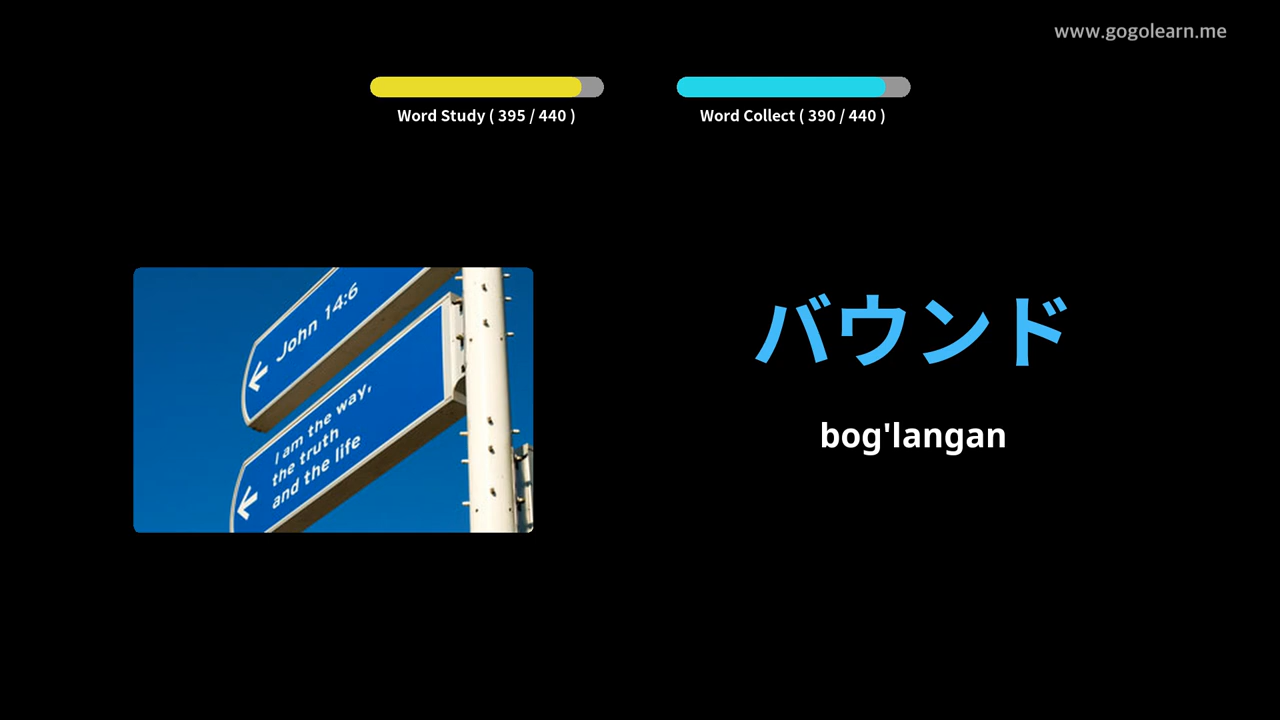 www.gogolearn.me
Word Study ( 395 / 440 )
Word Collect ( 390 / 440 )
John 14:6
I am the way,
the truth
and the life
バウンド
bog'langan